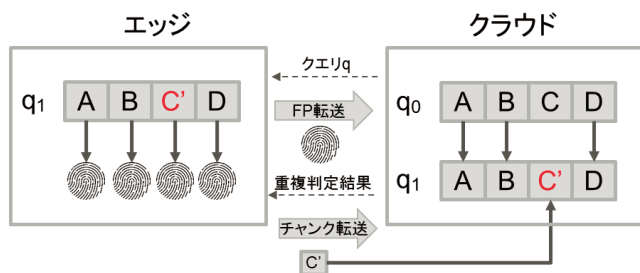 エッジ
クラウド
q1
A B C' D
クエリq
FP転送
重複判定結果
チャンク転送
C'
q0
A B C D
q1
A B C' D